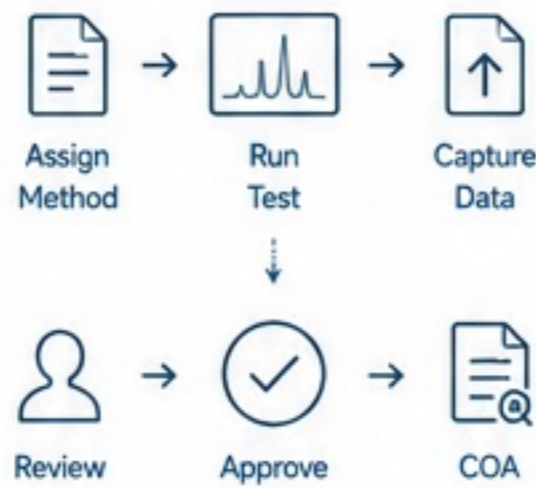 Assign
Method
Run
Test
Capture
Data
Review
Approve
a
COA